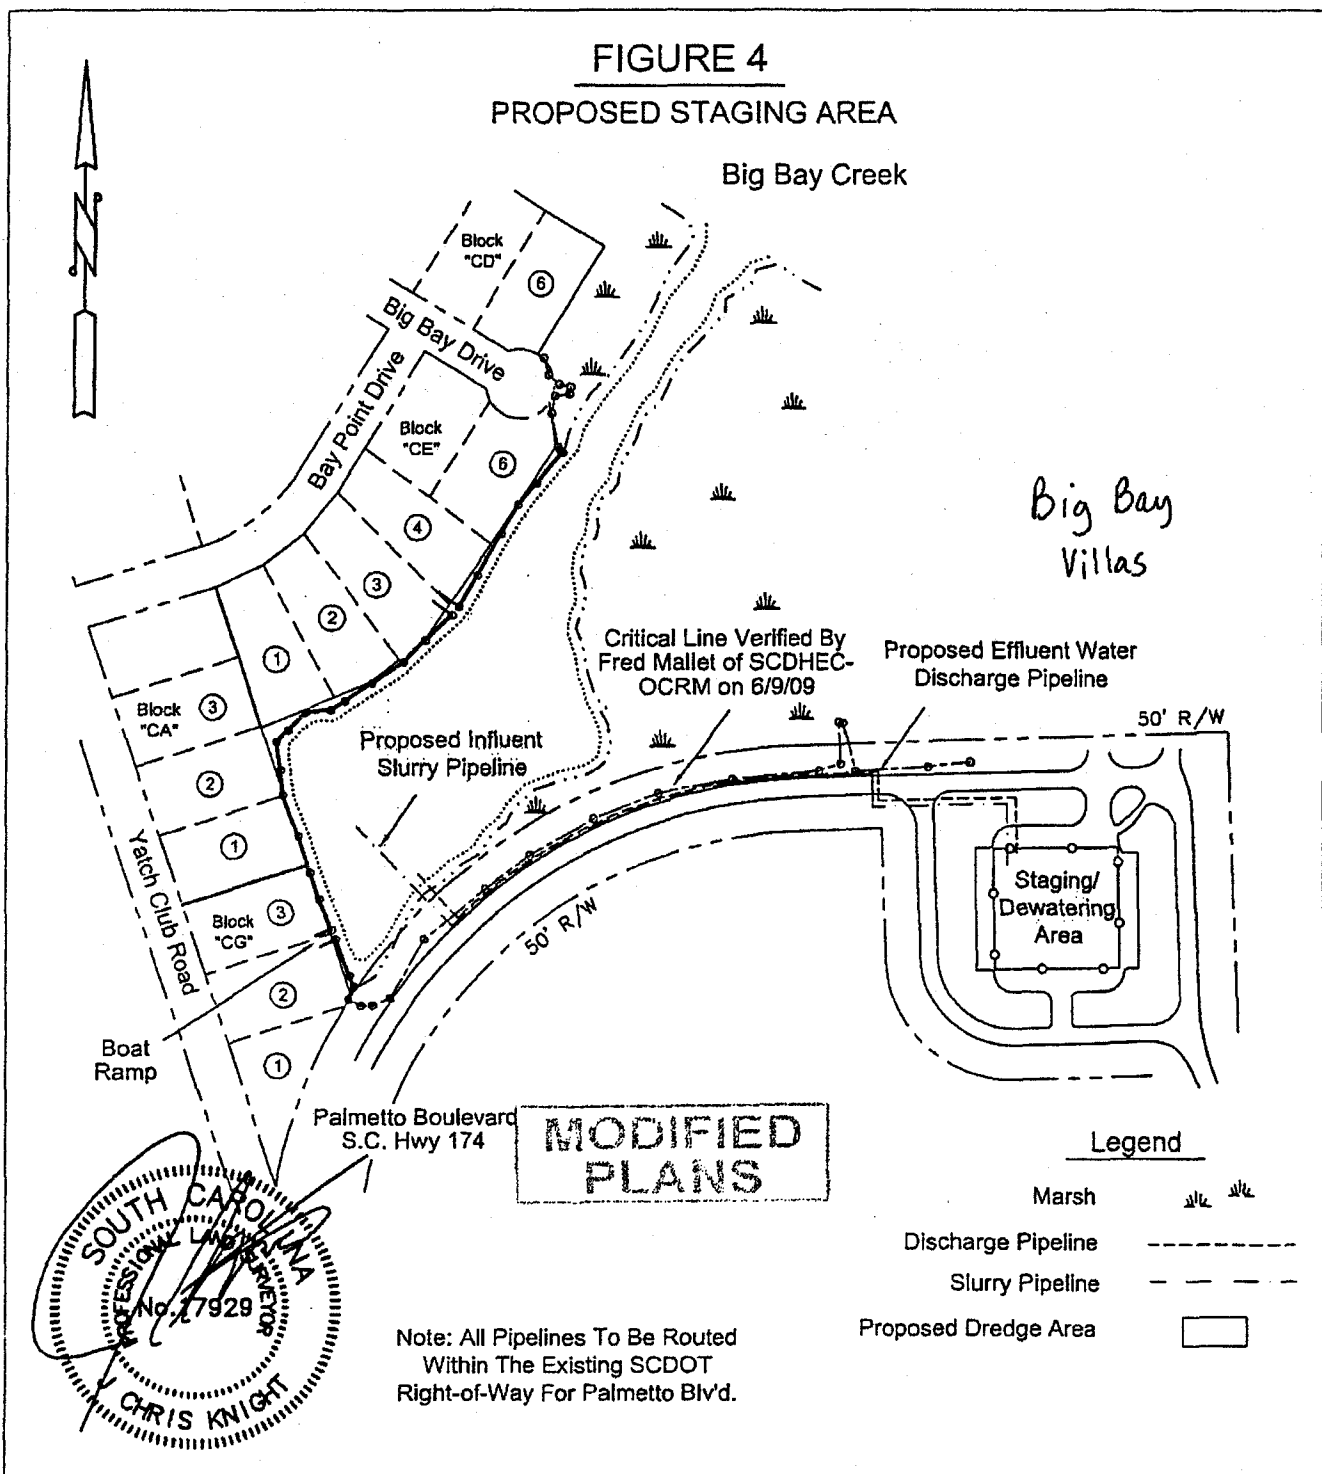 FIGURE 4
PROPOSED STAGING AREA
Big Bay Creek
Block
"CD"
6
Big Bay Drive
Bay Point Drive
Block
"CE"
6
4
3
2
1
Big Bay
Villas
Critical Line Verified By
Fred Mallet of SCDHEC-
OCRM on 6/9/09
Proposed Effluent Water
Discharge Pipeline
50' R/W
Block
"CA"
3
2
1
Proposed Influent
Slurry Pipeline
Yatch Club Road
Block
"CG"
3
2
1
50' R/W
Staging/
Dewatering
Area
Boat
Ramp
Palmetto Boulevard
S.C. Hwy 174
MODIFIED
PLANS
SOUTH CAROLINA
PROFESSIONAL LAND SURVEYOR
No. 17929
J CHRIS KNIGHT
Legend
Marsh
Discharge Pipeline
Slurry Pipeline
Proposed Dredge Area
Note: All Pipelines To Be Routed
Within The Existing SCDOT
Right-of-Way For Palmetto Blv'd.